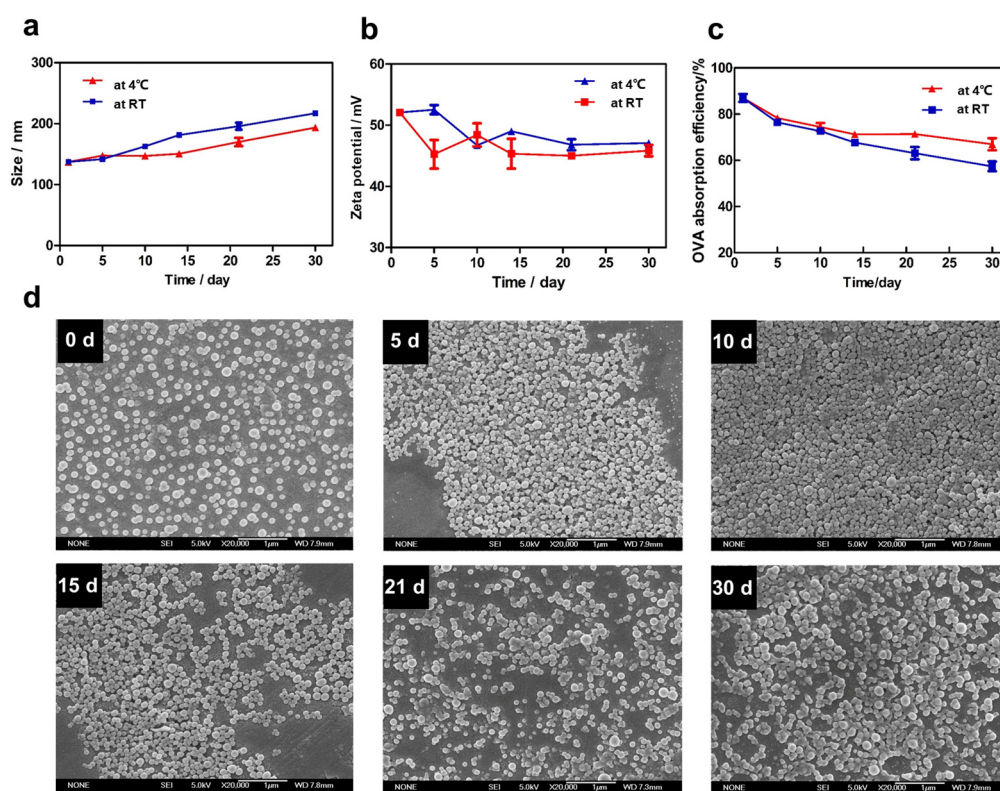 a
b
c
Size / nm
300
200
100
0
0 5 10 15 20 25 30
Time / day
at 4℃
at RT
Zeta potential / mV
60
50
40
30
0 5 10 15 20 25 30
Time / day
at 4℃
at RT
OVA absorption efficiency/%
100
80
60
40
20
0 5 10 15 20 25 30
Time/day
at 4℃
at RT
d
0 d
NONE SEI 5.0kV X20,000 1μm WD 7.9mm
5 d
NONE SEI 5.0kV X20,000 1μm WD 7.9mm
10 d
NONE SEI 5.0kV X20,000 1μm WD 7.8mm
15 d
NONE SEI 5.0kV X20,000 1μm WD 7.8mm
21 d
NONE SEI 5.0kV X20,000 1μm WD 7.3mm
30 d
NONE SEI 5.0kV X20,000 1μm WD 7.9mm